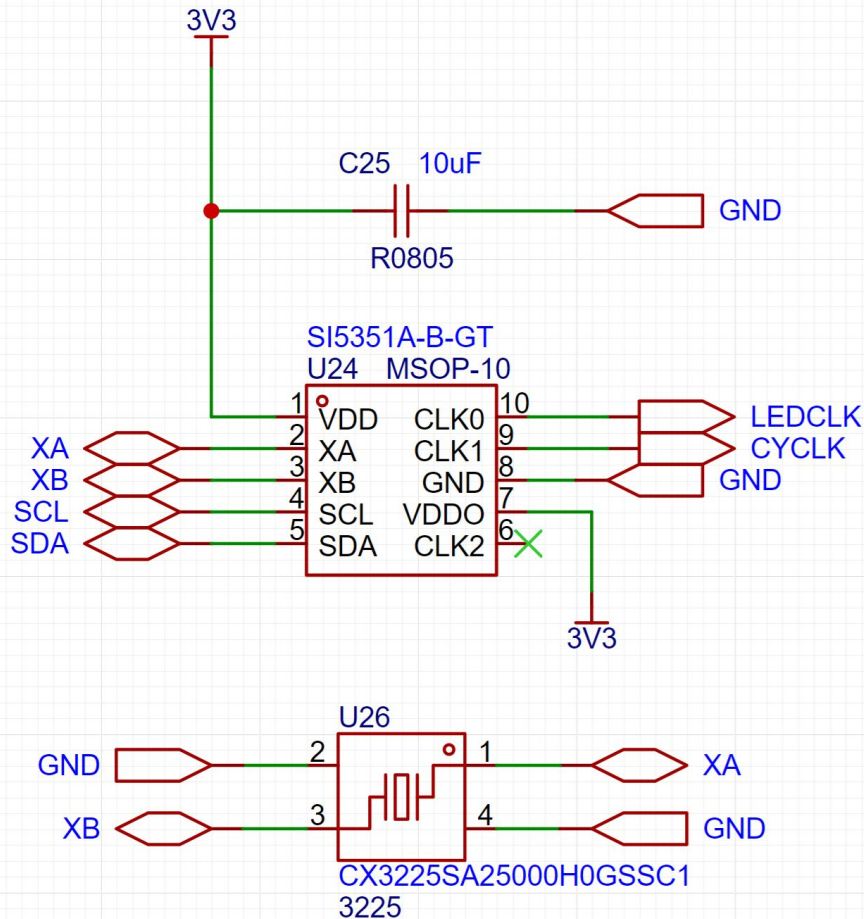 3V3
C25 10uF
GND
R0805
SI5351A-B-GT
U24 MSOP-10
1 VDD CLK0 10 LEDCLK
XA 2 XA CLK1 9 CYCLK
XB 3 XB GND 8 GND
SCL 4 SCL VDDO 7
SDA 5 SDA CLK2 6
3V3
U26
GND 2 1 XA
XB 3 4 GND
CX3225SA25000H0GSSC1
3225